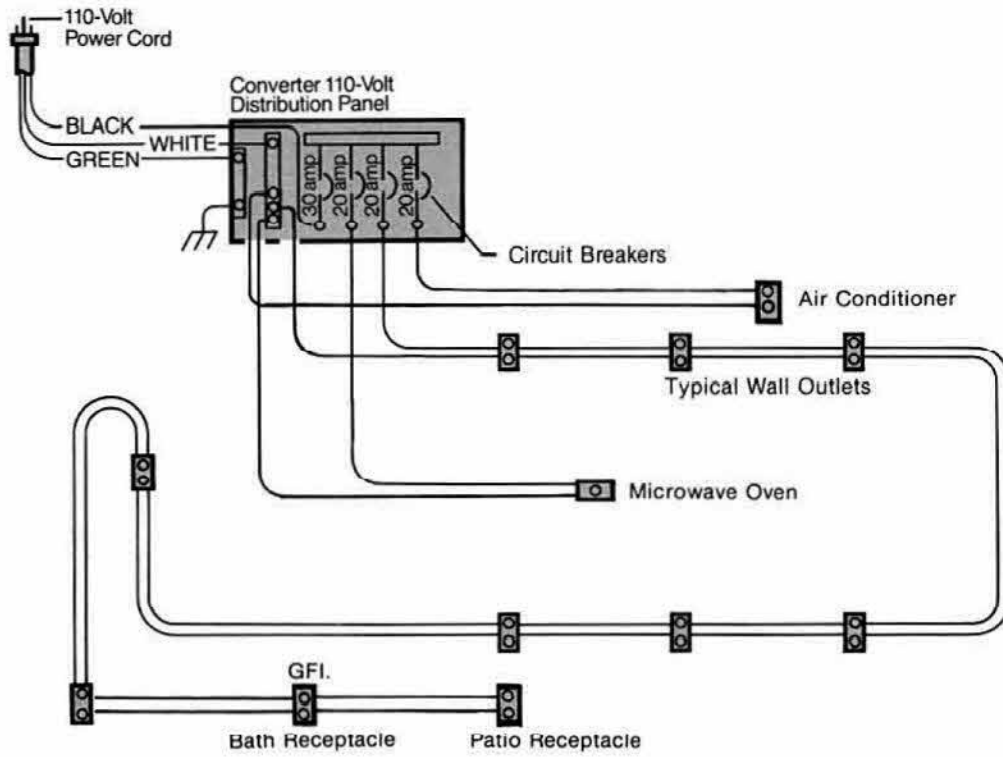 110-Volt
Power Cord
Converter 110-Volt
Distribution Panel
BLACK
WHITE
GREEN
30 amp
20 amp
20 amp
20 amp
Circuit Breakers
Air Conditioner
Typical Wall Outlets
Microwave Oven
GFI.
Bath Receptacle
Patio Receptacle